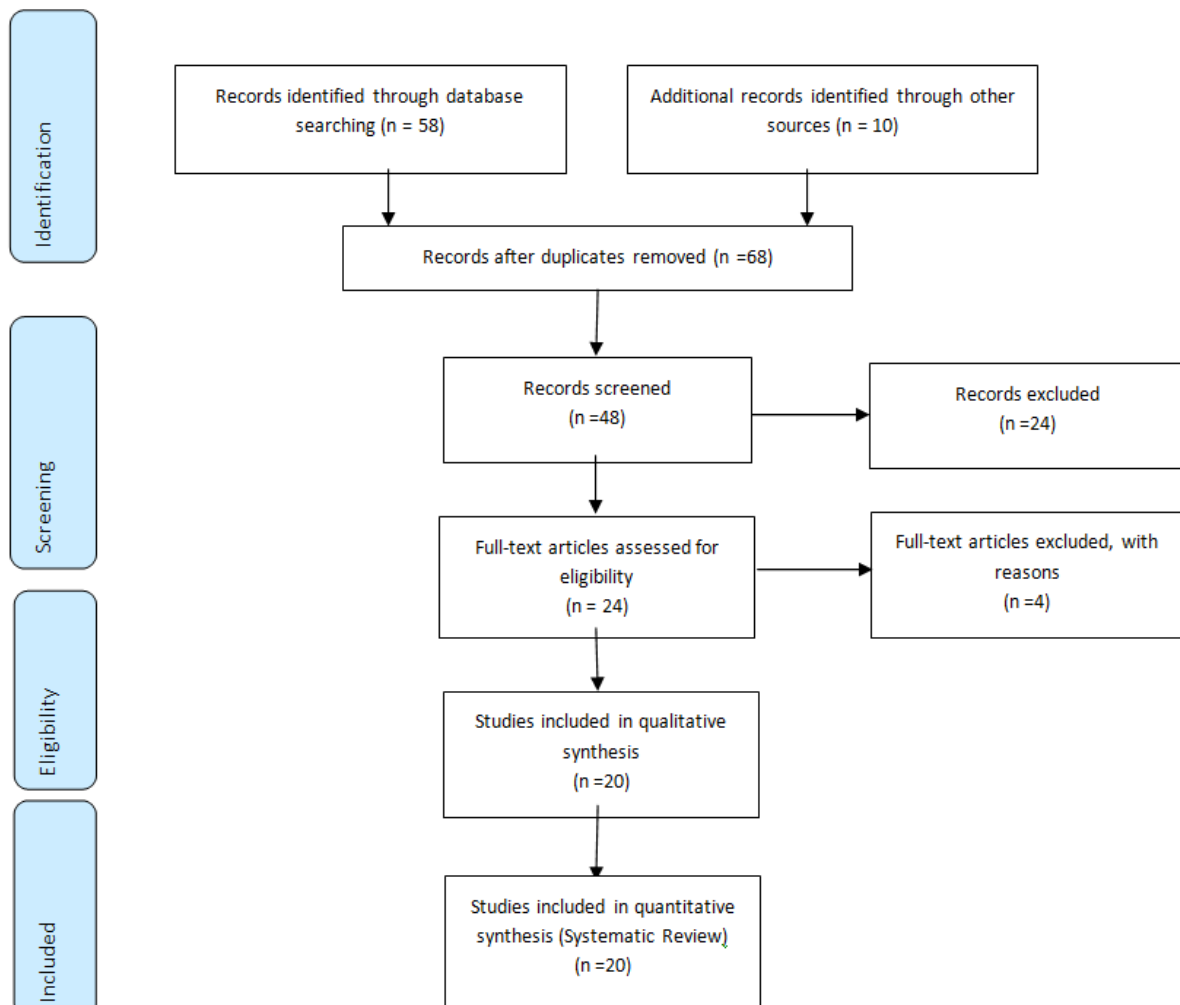 Identification
Records identified through database
searching (n = 58)
Additional records identified through other
sources (n = 10)
Records after duplicates removed (n =68)
Screening
Records screened
(n =48)
Records excluded
(n =24)
Full-text articles assessed for
eligibility
(n = 24)
Full-text articles excluded, with
reasons
(n =4)
Eligibility
Studies included in qualitative
synthesis
(n =20)
Included
Studies included in quantitative
synthesis (Systematic Review)
(n =20)